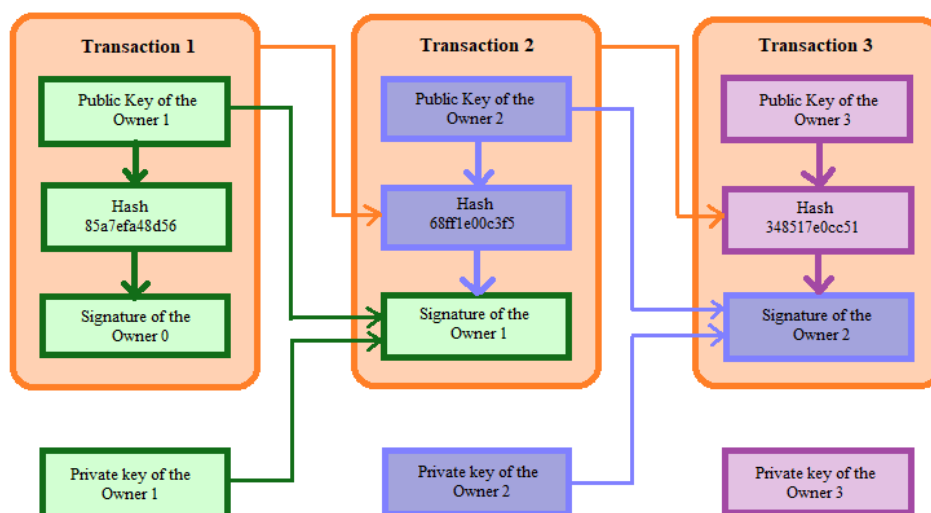 Transaction 1
Public Key of the
Owner 1
Hash
85a7efa48d56
Signature of the
Owner 0
Private key of the
Owner 1
Transaction 2
Public Key of the
Owner 2
Hash
68ff1e00c3f5
Signature of the
Owner 1
Private key of the
Owner 2
Transaction 3
Public Key of the
Owner 3
Hash
348517e0cc51
Signature of the
Owner 2
Private key of the
Owner 3